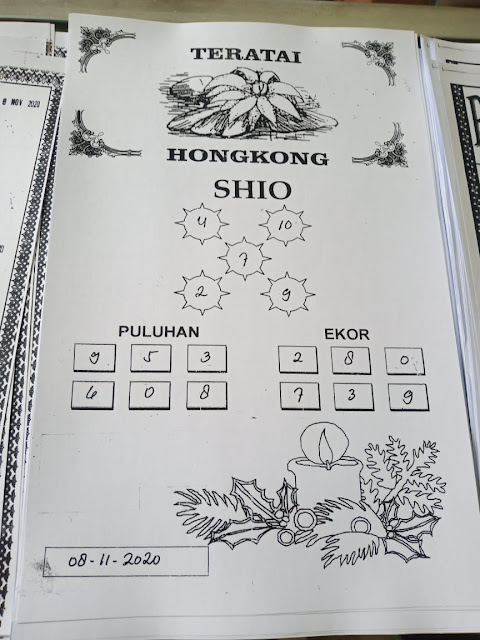 8 NOV 2020
TERATAI
HONGKONG
SHIO
4 10
7
2 9
PULUHAN EKOR
9 5 3 2 8 0
6 0 8 7 3 9
08-11-2020